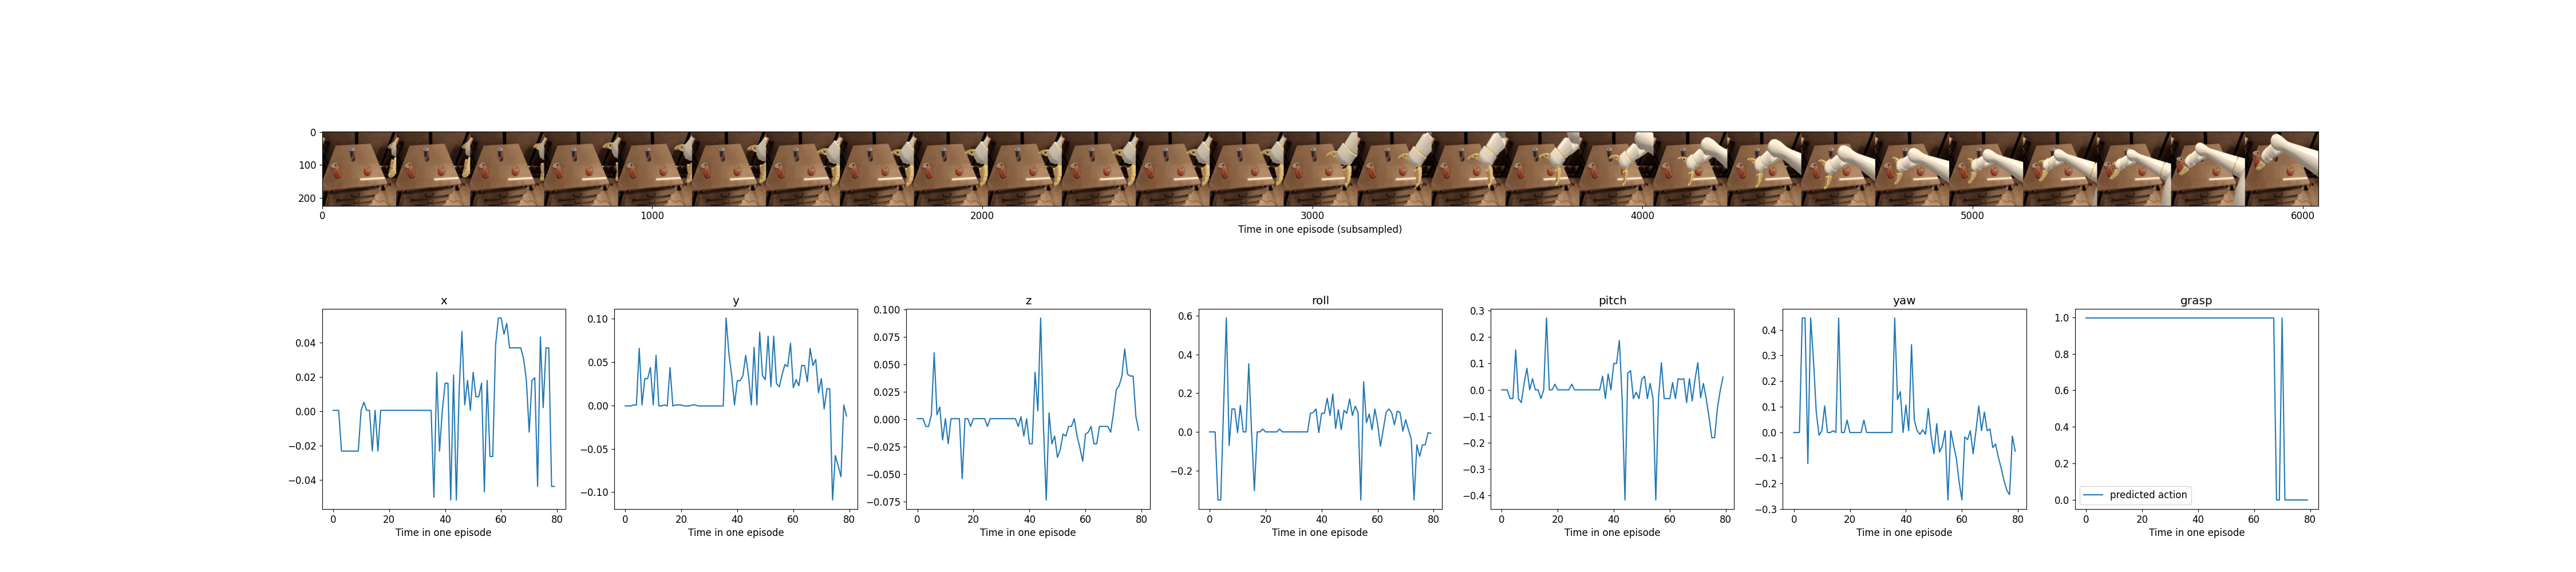 0
100
200
0 1000 2000 3000 4000 5000 6000
Time in one episode (subsampled)
x
0.04
0.02
0.00
−0.02
−0.04
0 20 40 60 80
Time in one episode
y
0.10
0.05
0.00
−0.05
−0.10
0 20 40 60 80
Time in one episode
z
0.100
0.075
0.050
0.025
0.000
−0.025
−0.050
−0.075
0 20 40 60 80
Time in one episode
roll
0.6
0.4
0.2
0.0
−0.2
0 20 40 60 80
Time in one episode
pitch
0.3
0.2
0.1
0.0
−0.1
−0.2
−0.3
−0.4
0 20 40 60 80
Time in one episode
yaw
0.4
0.3
0.2
0.1
0.0
−0.1
−0.2
−0.3
0 20 40 60 80
Time in one episode
grasp
1.0
0.8
0.6
0.4
0.2
0.0
predicted action
0 20 40 60 80
Time in one episode